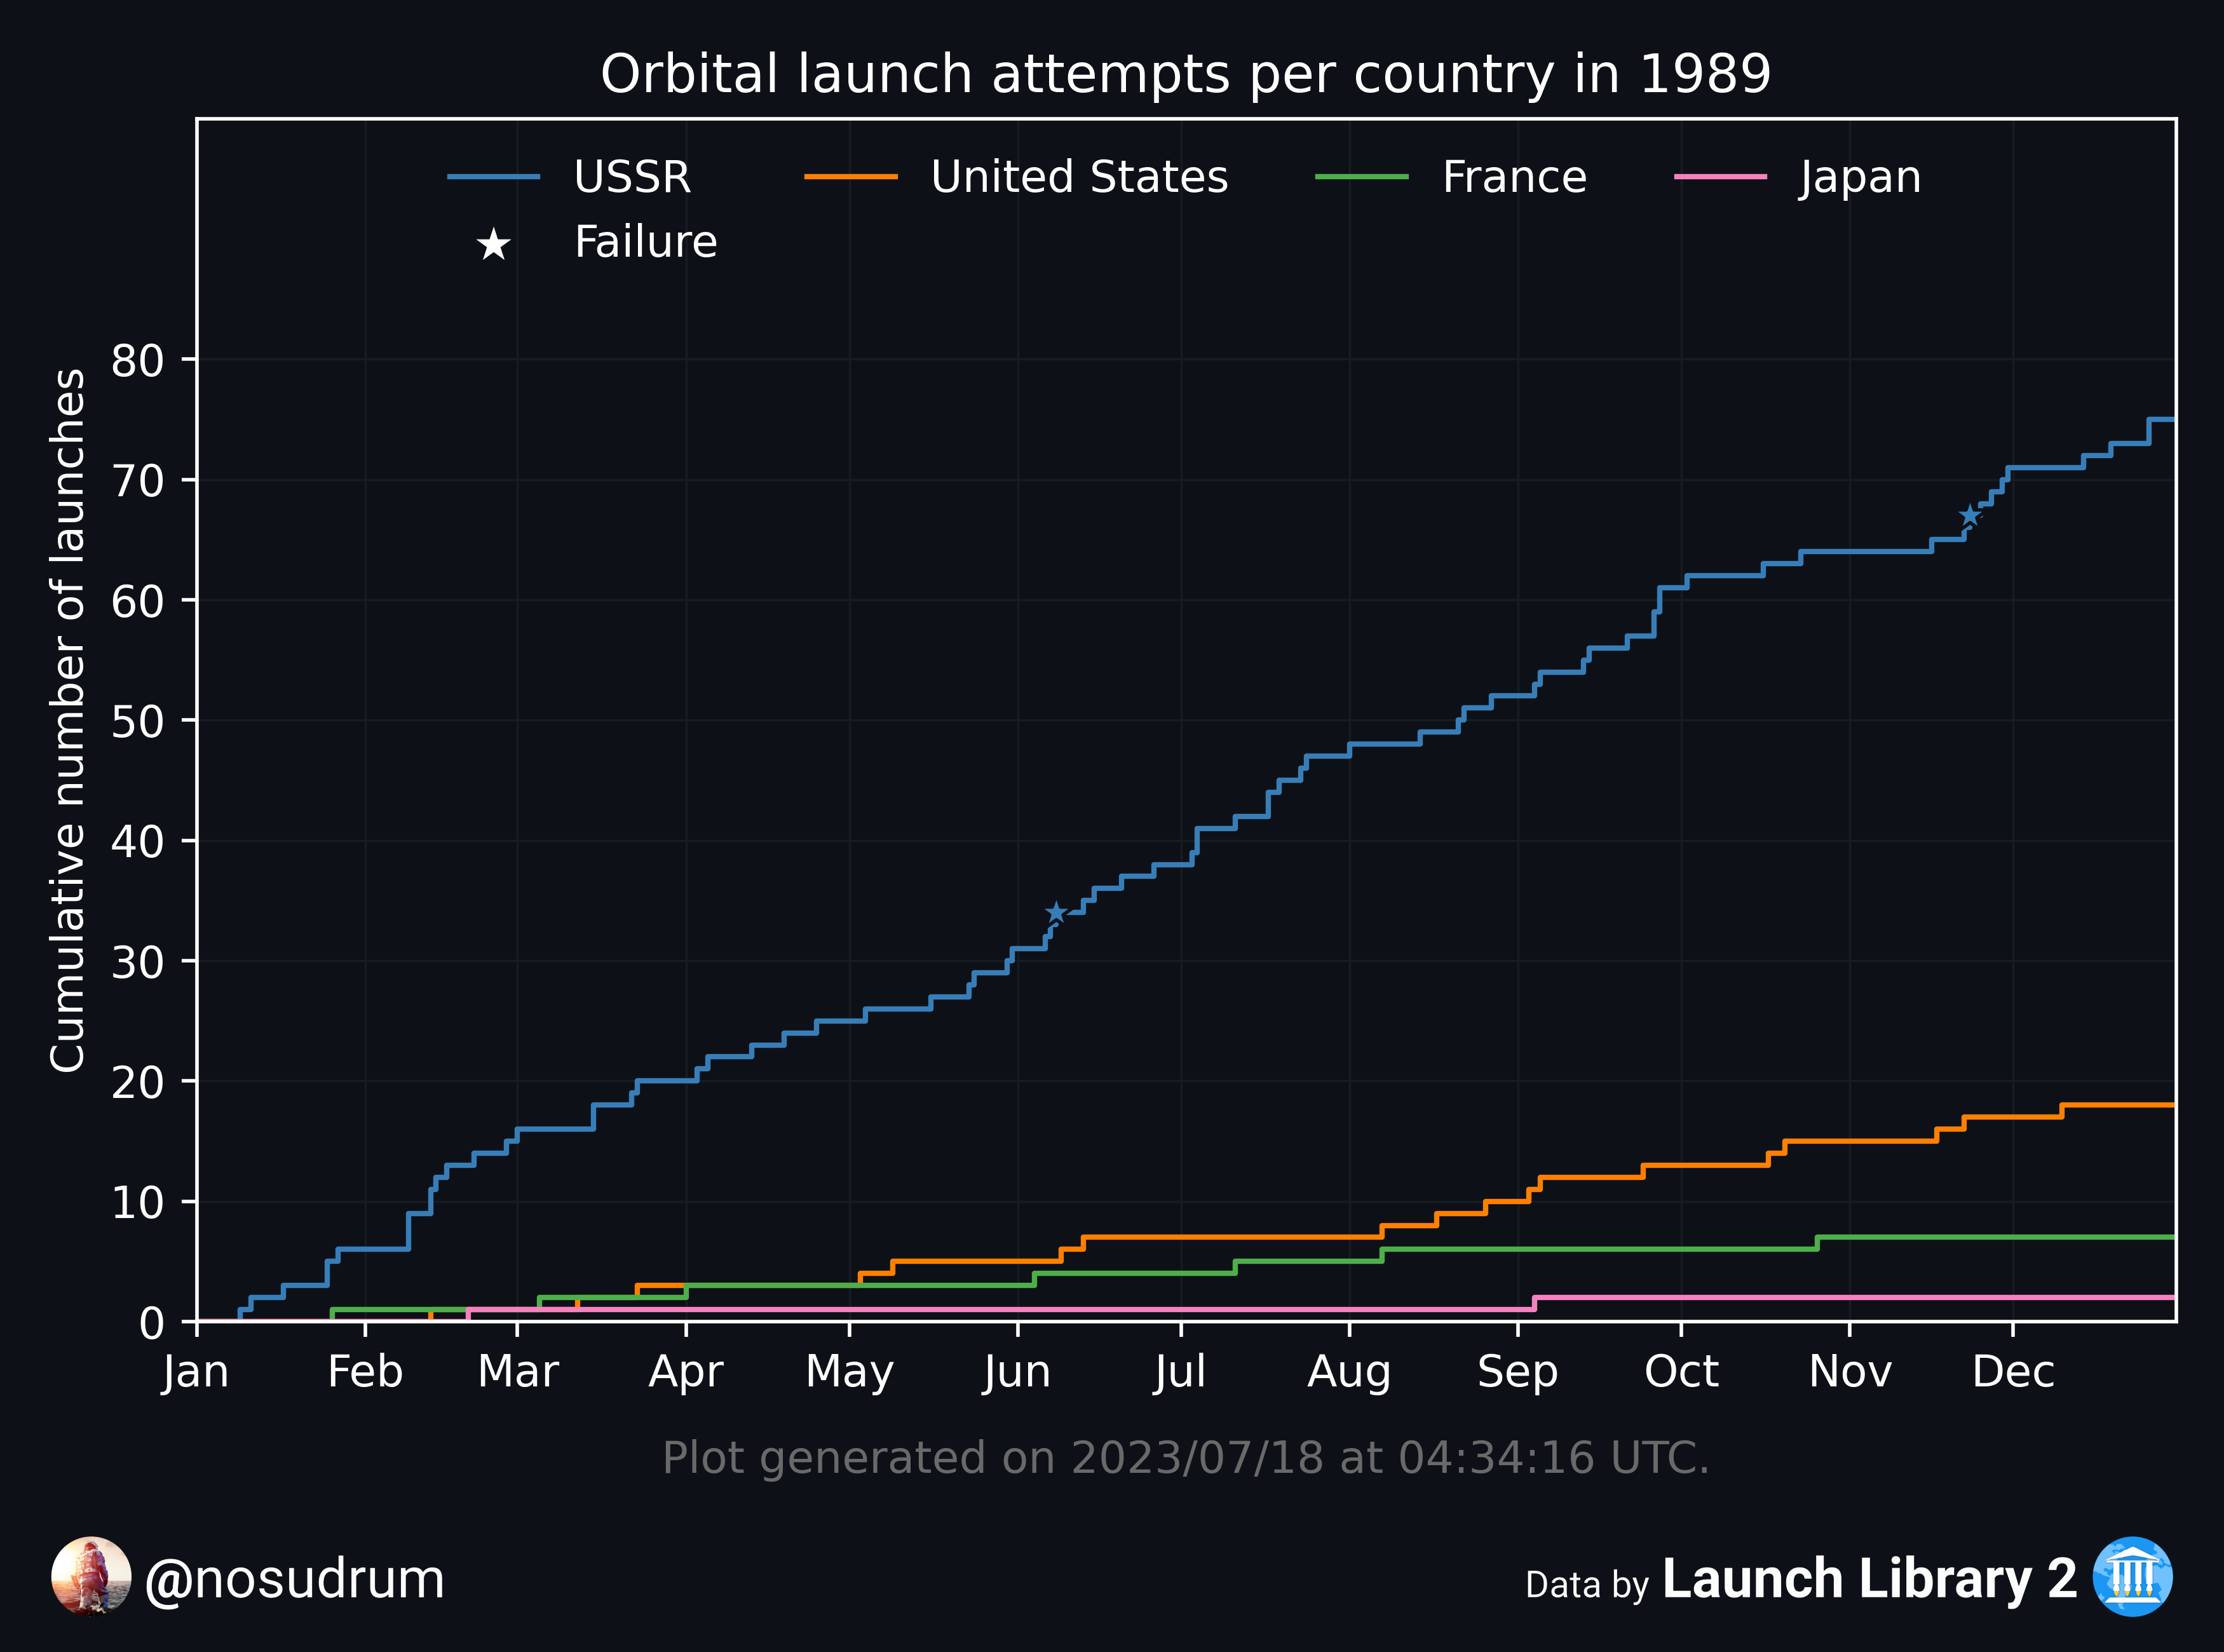 Orbital launch attempts per country in 1989
USSR United States France Japan
Failure
Cumulative number of launches
80
70
60
50
40
30
20
10
0
Jan Feb Mar Apr May Jun Jul Aug Sep Oct Nov Dec
Plot generated on 2023/07/18 at 04:34:16 UTC.
@nosudrum
Data by Launch Library 2